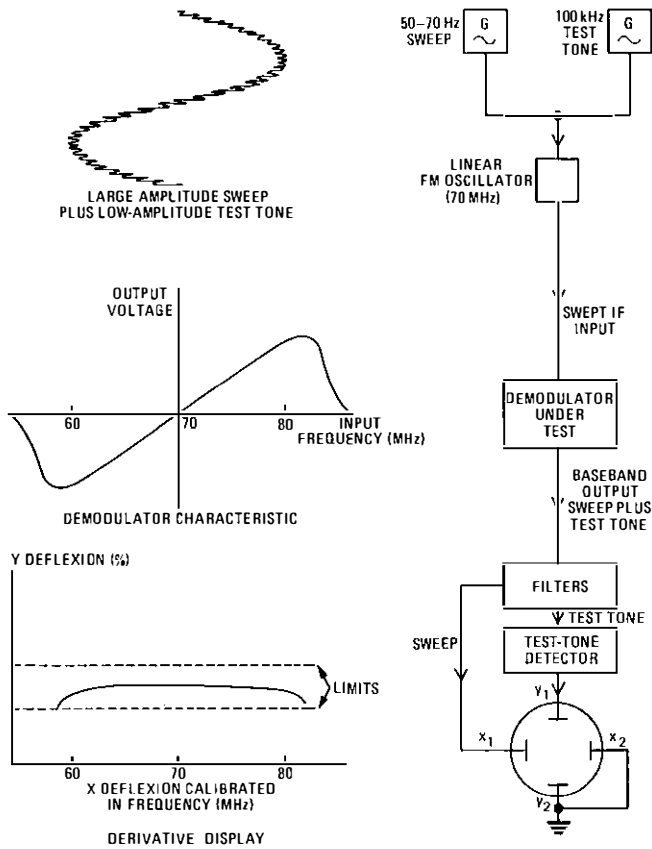 50–70 Hz
SWEEP
G
100 kHz
TEST
TONE
G
LARGE AMPLITUDE SWEEP
PLUS LOW-AMPLITUDE TEST TONE
LINEAR
FM OSCILLATOR
(70 MHz)
SWEPT IF
INPUT
OUTPUT
VOLTAGE
60
70
80
INPUT
FREQUENCY (MHz)
DEMODULATOR CHARACTERISTIC
DEMODULATOR
UNDER
TEST
BASEBAND
OUTPUT
SWEEP PLUS
TEST TONE
Y DEFLEXION (%)
LIMITS
60
70
80
X DEFLEXION CALIBRATED
IN FREQUENCY (MHz)
DERIVATIVE DISPLAY
FILTERS
TEST TONE
SWEEP
TEST-TONE
DETECTOR
Y1
X1
X2
Y2